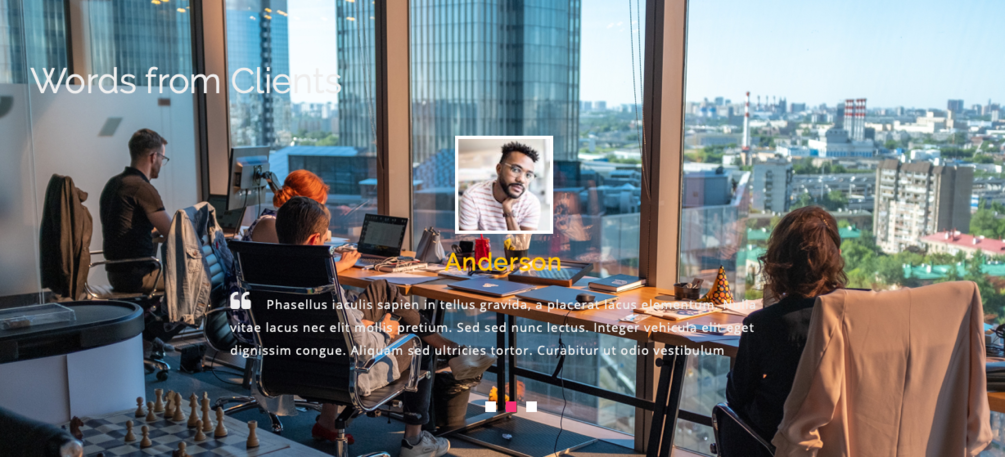 Words from Clients
Anderson
Phasellus iaculis sapien in tellus gravida, a placerat lacus elementum. Nulla
vitae lacus nec elit mollis pretium. Sed sed nunc lectus. Integer vehicula elit eget
dignissim congue. Aliquam sed ultricies tortor. Curabitur ut odio vestibulum